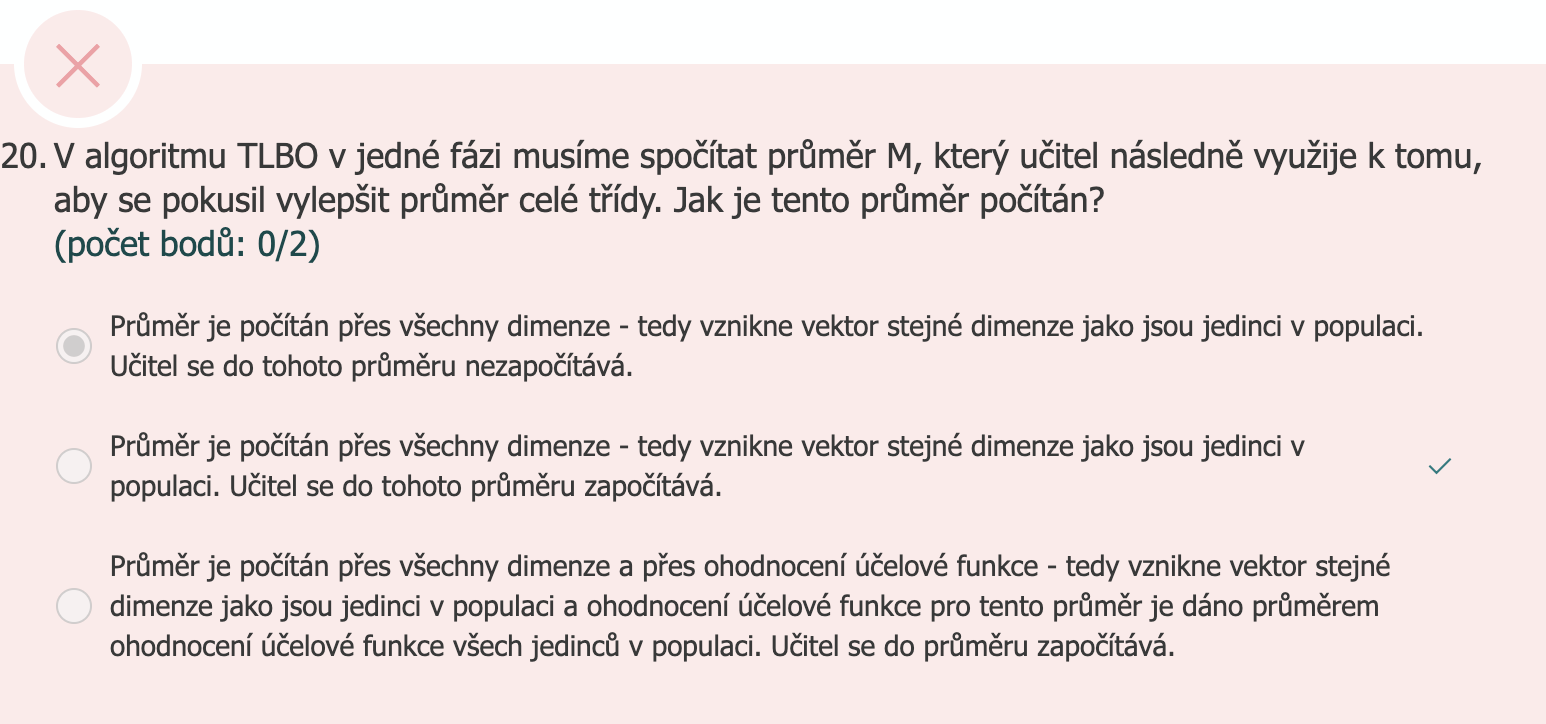 20. V algoritmu TLBO v jedné fázi musíme spočítat průměr M, který učitel následně využije k tomu,
aby se pokusil vylepšit průměr celé třídy. Jak je tento průměr počítán?
(počet bodů: 0/2)
Průměr je počítán přes všechny dimenze - tedy vznikne vektor stejné dimenze jako jsou jedinci v populaci.
Učitel se do tohoto průměru nezapočítává.
Průměr je počítán přes všechny dimenze - tedy vznikne vektor stejné dimenze jako jsou jedinci v
populaci. Učitel se do tohoto průměru započítává.
Průměr je počítán přes všechny dimenze a přes ohodnocení účelové funkce - tedy vznikne vektor stejné
dimenze jako jsou jedinci v populaci a ohodnocení účelové funkce pro tento průměr je dáno průměrem
ohodnocení účelové funkce všech jedinců v populaci. Učitel se do průměru započítává.